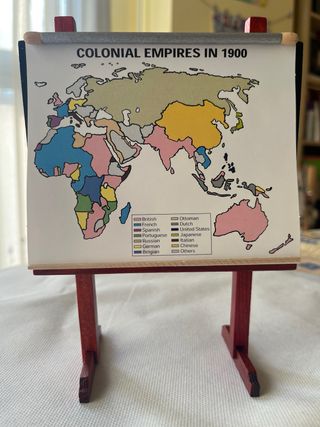 COLONIAL EMPIRES IN 1900
British
French
Spanish
Portuguese
Russian
German
Belgian
Ottoman
Dutch
United States
Japanese
Italian
Chinese
Others